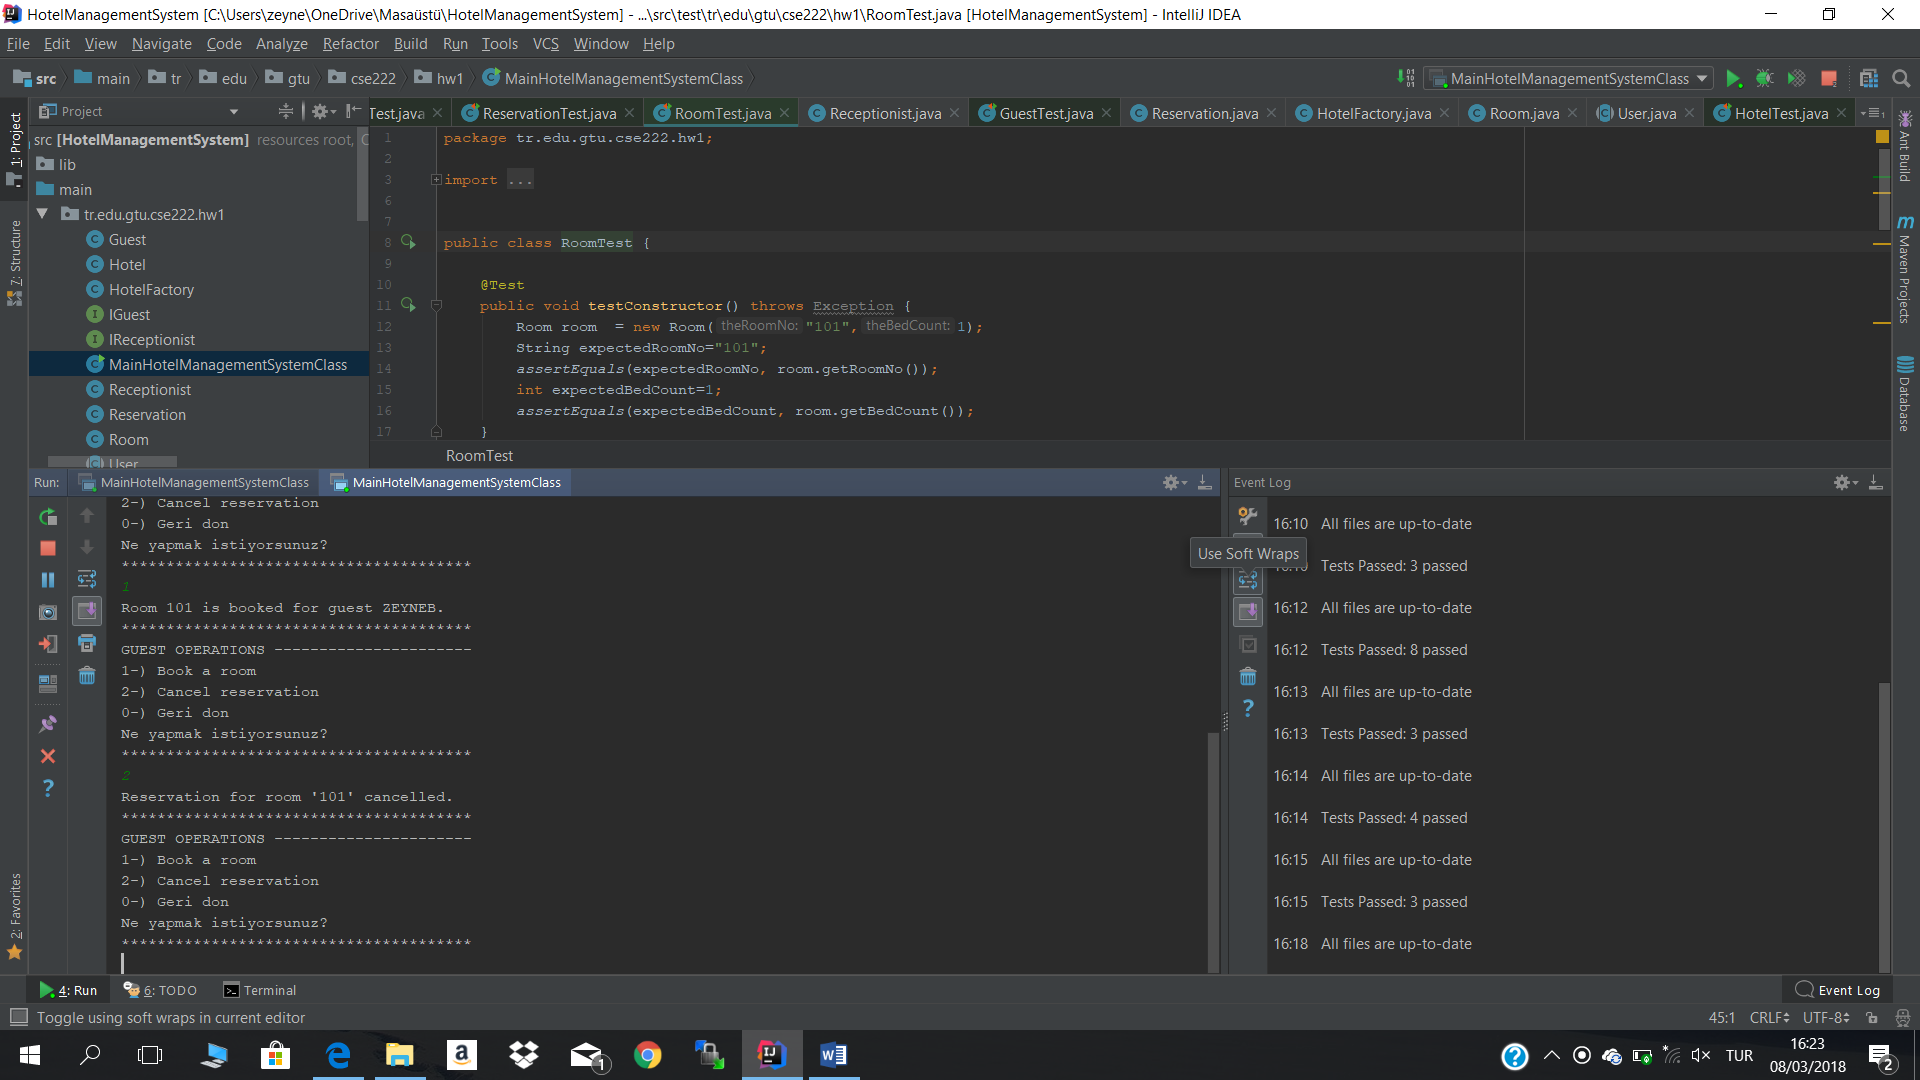 HotelManagementSystem [C:\Users\zeyne\OneDrive\Masaüstü\HotelManagementSystem] - ...\src\test\tr\edu\gtu\cse222\hw1\RoomTest.java [HotelManagementSystem] - IntelliJ IDEA
File Edit View Navigate Code Analyze Refactor Build Run Tools VCS Window Help
src main tr edu gtu cse222 hw1 MainHotelManagementSystemClass
MainHotelManagementSystemClass
Project
Test.java ReservationTest.java RoomTest.java Receptionist.java GuestTest.java Reservation.java HotelFactory.java Room.java User.java HotelTest.java
1: Project
7: Structure
2: Favorites
src [HotelManagementSystem] resources root,
lib
main
tr.edu.gtu.cse222.hw1
Guest
Hotel
HotelFactory
IGuest
IReceptionist
MainHotelManagementSystemClass
Receptionist
Reservation
Room
User
1 package tr.edu.gtu.cse222.hw1;
2
3 import ...
6
7
8 public class RoomTest {
9
10 @Test
11 public void testConstructor() throws Exception {
12 Room room  = new Room( theRoomNo: "101", theBedCount: 1);
13 String expectedRoomNo="101";
14 assertEquals(expectedRoomNo, room.getRoomNo());
15 int expectedBedCount=1;
16 assertEquals(expectedBedCount, room.getBedCount());
17 }
RoomTest
Ant Build
Maven Projects
Database
Run: MainHotelManagementSystemClass MainHotelManagementSystemClass
2-) Cancel reservation
0-) Geri don
Ne yapmak istiyorsunuz?
***************************************
1
Room 101 is booked for guest ZEYNEB.
***************************************
GUEST OPERATIONS ----------------------
1-) Book a room
2-) Cancel reservation
0-) Geri don
Ne yapmak istiyorsunuz?
***************************************
2
Reservation for room '101' cancelled.
***************************************
GUEST OPERATIONS ----------------------
1-) Book a room
2-) Cancel reservation
0-) Geri don
Ne yapmak istiyorsunuz?
***************************************
Event Log
16:10 All files are up-to-date
Use Soft Wraps
Tests Passed: 3 passed
16:12 All files are up-to-date
16:12 Tests Passed: 8 passed
16:13 All files are up-to-date
16:13 Tests Passed: 3 passed
16:14 All files are up-to-date
16:14 Tests Passed: 4 passed
16:15 All files are up-to-date
16:15 Tests Passed: 3 passed
16:18 All files are up-to-date
4: Run 6: TODO Terminal Event Log
Toggle using soft wraps in current editor 45:1 CRLF UTF-8
TUR
16:23
08/03/2018
1
2